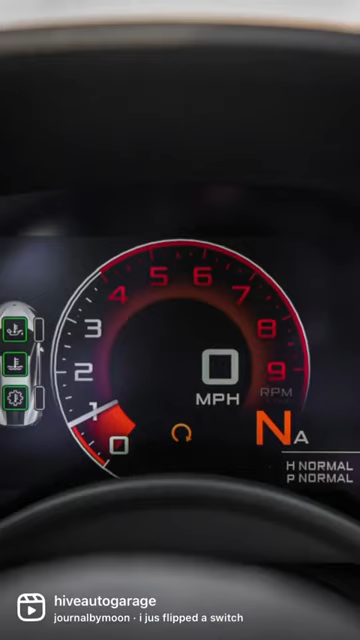 5 6
4 7
3 8
2 0 9
MPH RPM
1
0 N A
H NORMAL
P NORMAL
hiveautogarage
journalbymoon · i jus flipped a switch